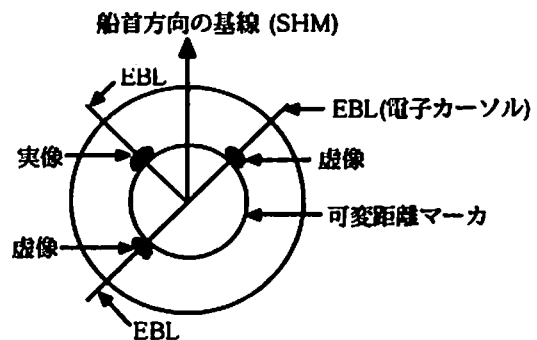 船首方向の基線 (SHM)
EBL
EBL(電子カーソル)
実像
虚像
可変距離マーカ
虚像
EBL